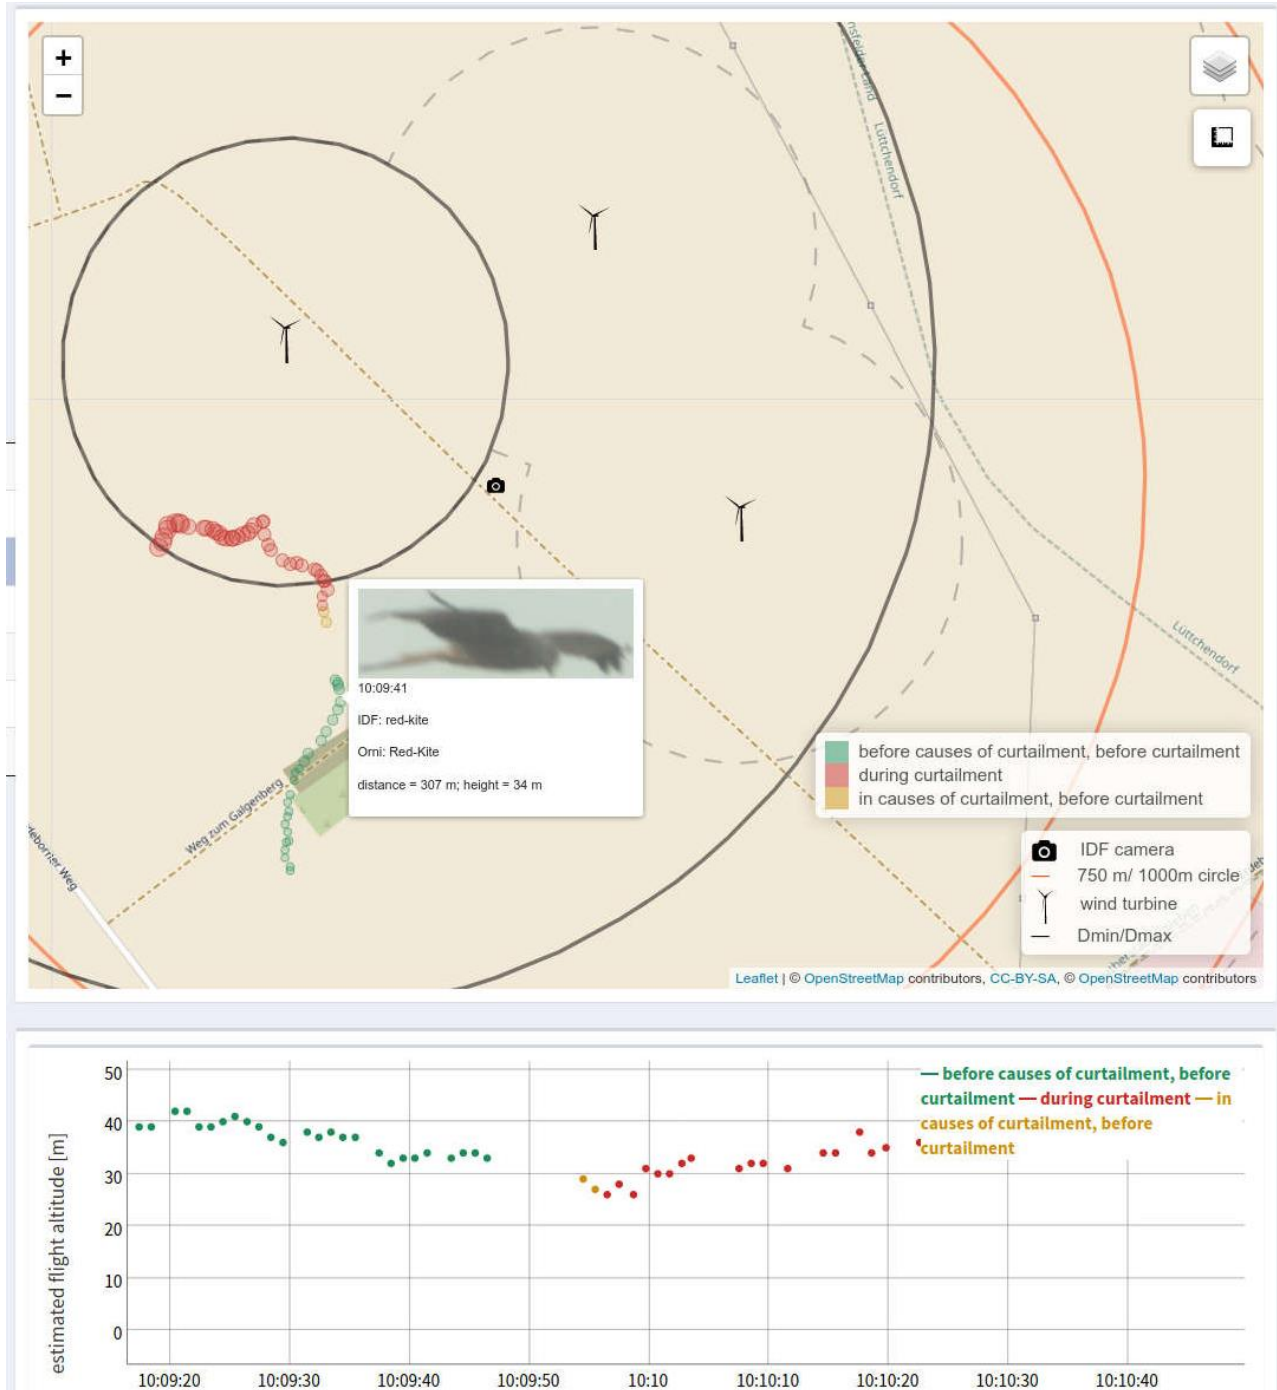 +
−
nsfelder Land
Lüttchendorf
10:09:41
IDF: red-kite
Orni: Red-Kite
distance = 307 m; height = 34 m
Lüttchendorf
Weg zum Galgenberg
Weg
before causes of curtailment, before curtailment
during curtailment
in causes of curtailment, before curtailment
IDF camera
750 m/ 1000m circle
wind turbine
Dmin/Dmax
Leaflet | © OpenStreetMap contributors, CC-BY-SA, © OpenStreetMap contributors
— before causes of curtailment, before
curtailment — during curtailment — in
causes of curtailment, before
curtailment
estimated flight altitude [m]
50
40
30
20
10
0
10:09:20 10:09:30 10:09:40 10:09:50 10:10 10:10:10 10:10:20 10:10:30 10:10:40